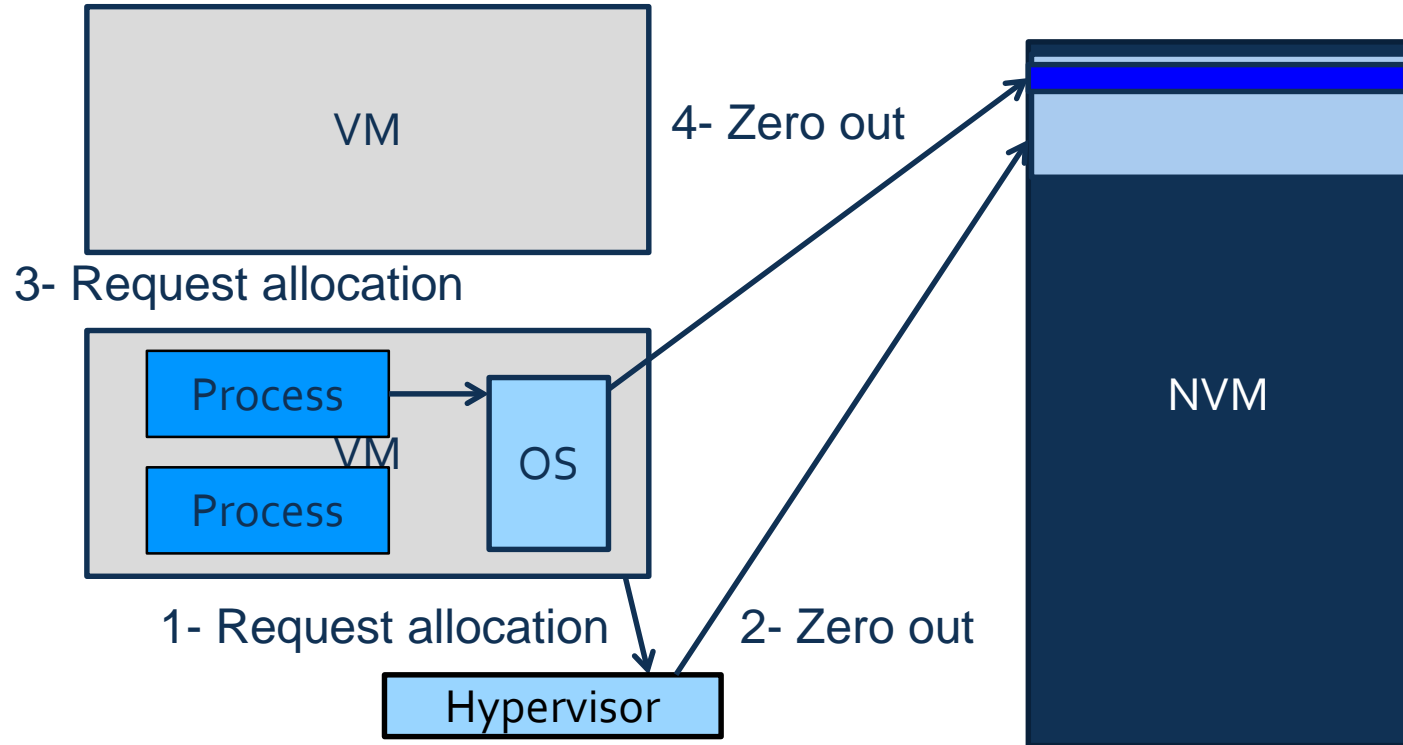 VM
4- Zero out
3- Request allocation
Process
VM
OS
Process
NVM
1- Request allocation
2- Zero out
Hypervisor